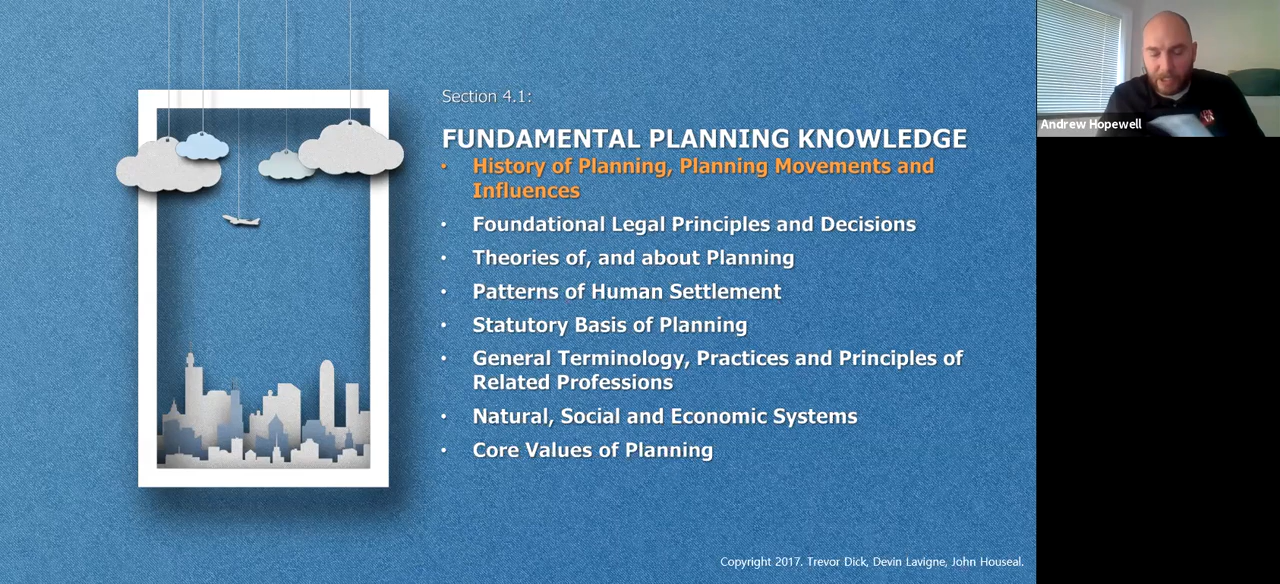 Section 4.1:
FUNDAMENTAL PLANNING KNOWLEDGE
• History of Planning, Planning Movements and
Influences
• Foundational Legal Principles and Decisions
• Theories of, and about Planning
• Patterns of Human Settlement
• Statutory Basis of Planning
• General Terminology, Practices and Principles of
Related Professions
• Natural, Social and Economic Systems
• Core Values of Planning
Copyright 2017. Trevor Dick, Devin Lavigne, John Houseal.
Andrew Hopewell